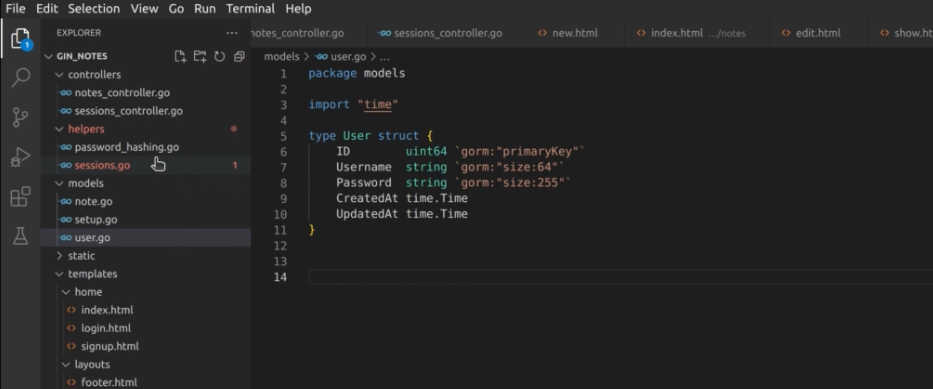 File Edit Selection View Go Run Terminal Help
EXPLORER
notes_controller.go sessions_controller.go new.html index.html .../notes edit.html show.ht
1
GIN_NOTES
models > user.go > ...
controllers
notes_controller.go
sessions_controller.go
helpers
password_hashing.go
sessions.go 1
models
note.go
setup.go
user.go
static
templates
home
index.html
login.html
signup.html
layouts
footer.html
1 package models
2
3 import "time"
4
5 type User struct {
6 ID uint64 `gorm:"primaryKey"`
7 Username string `gorm:"size:64"`
8 Password string `gorm:"size:255"`
9 CreatedAt time.Time
10 UpdatedAt time.Time
11 }
12
13
14